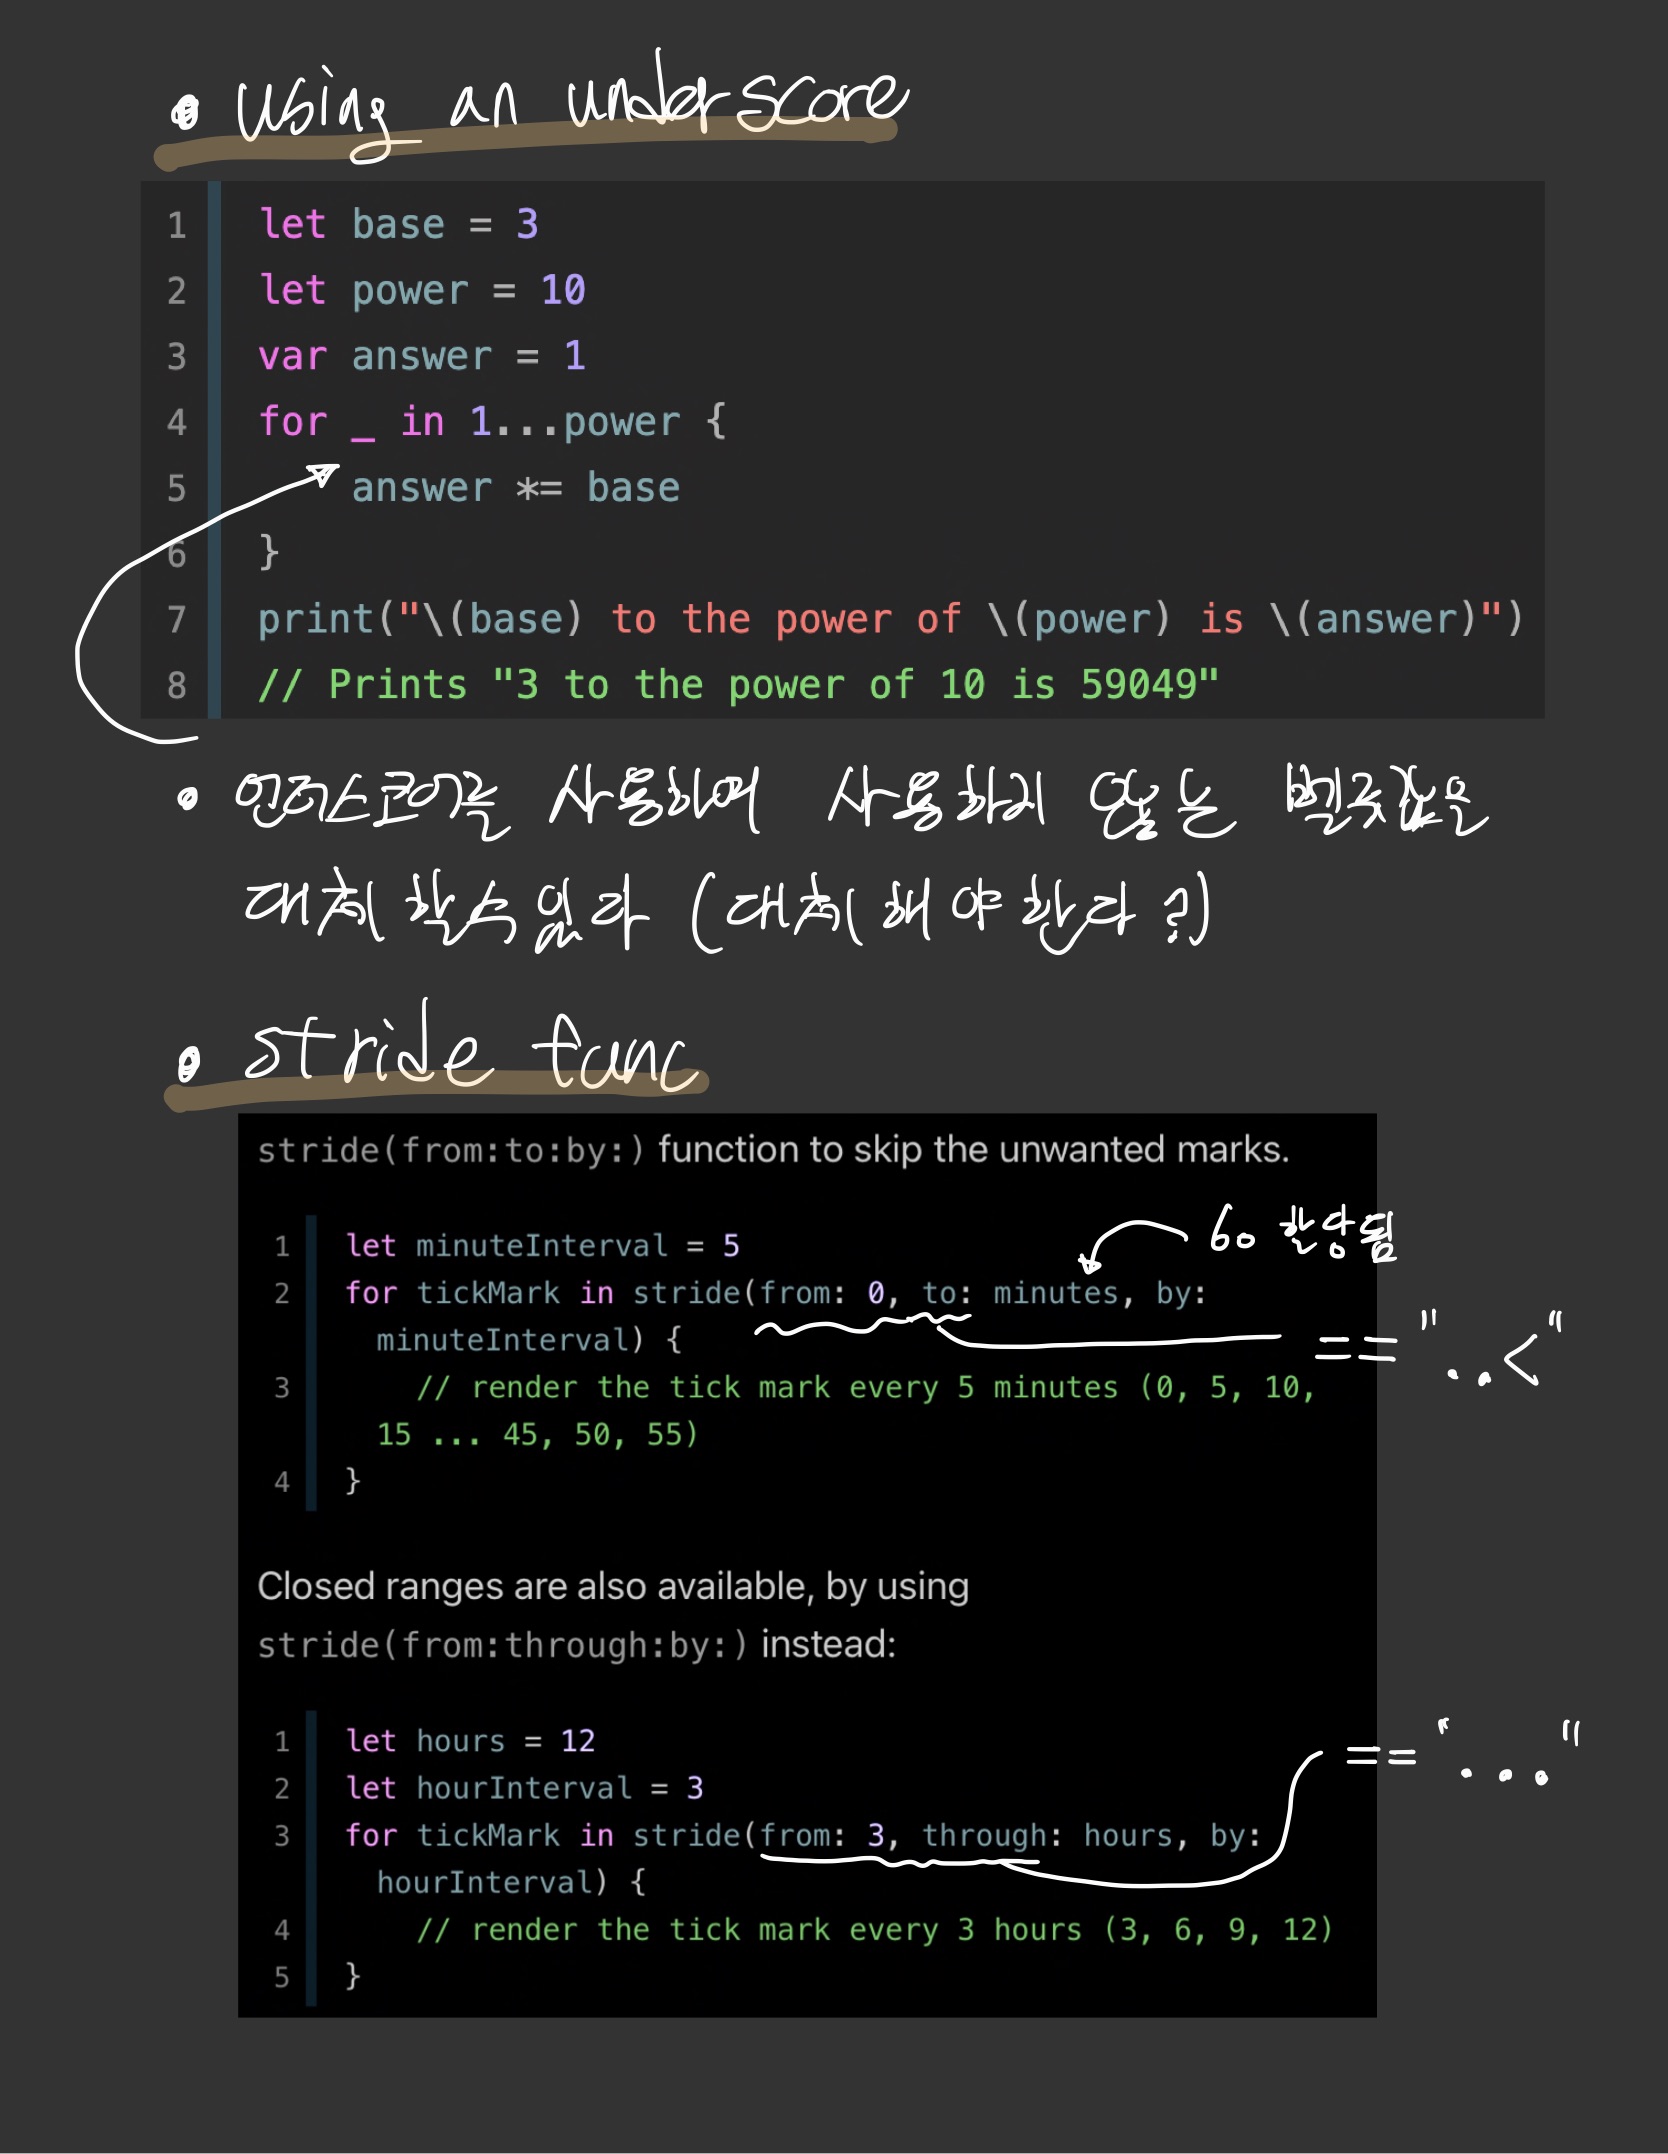 • Using an underscore
1 let base = 3
2 let power = 10
3 var answer = 1
4 for _ in 1...power {
5 answer *= base
6 }
7 print("\(base) to the power of \(power) is \(answer)")
8 // Prints "3 to the power of 10 is 59049"
• 언더스코어를 사용하여 사용하지 않는 밸류값은
대치할수있다 (대치해야한다?)
• stride func
stride(from:to:by:) function to skip the unwanted marks.
60 할당됨
1 let minuteInterval = 5
2 for tickMark in stride(from: 0, to: minutes, by:
minuteInterval) {
== "..<"
3 // render the tick mark every 5 minutes (0, 5, 10,
15 ... 45, 50, 55)
4 }
Closed ranges are also available, by using
stride(from:through:by:) instead:
1 let hours = 12
== "..."
2 let hourInterval = 3
3 for tickMark in stride(from: 3, through: hours, by:
hourInterval) {
4 // render the tick mark every 3 hours (3, 6, 9, 12)
5 }